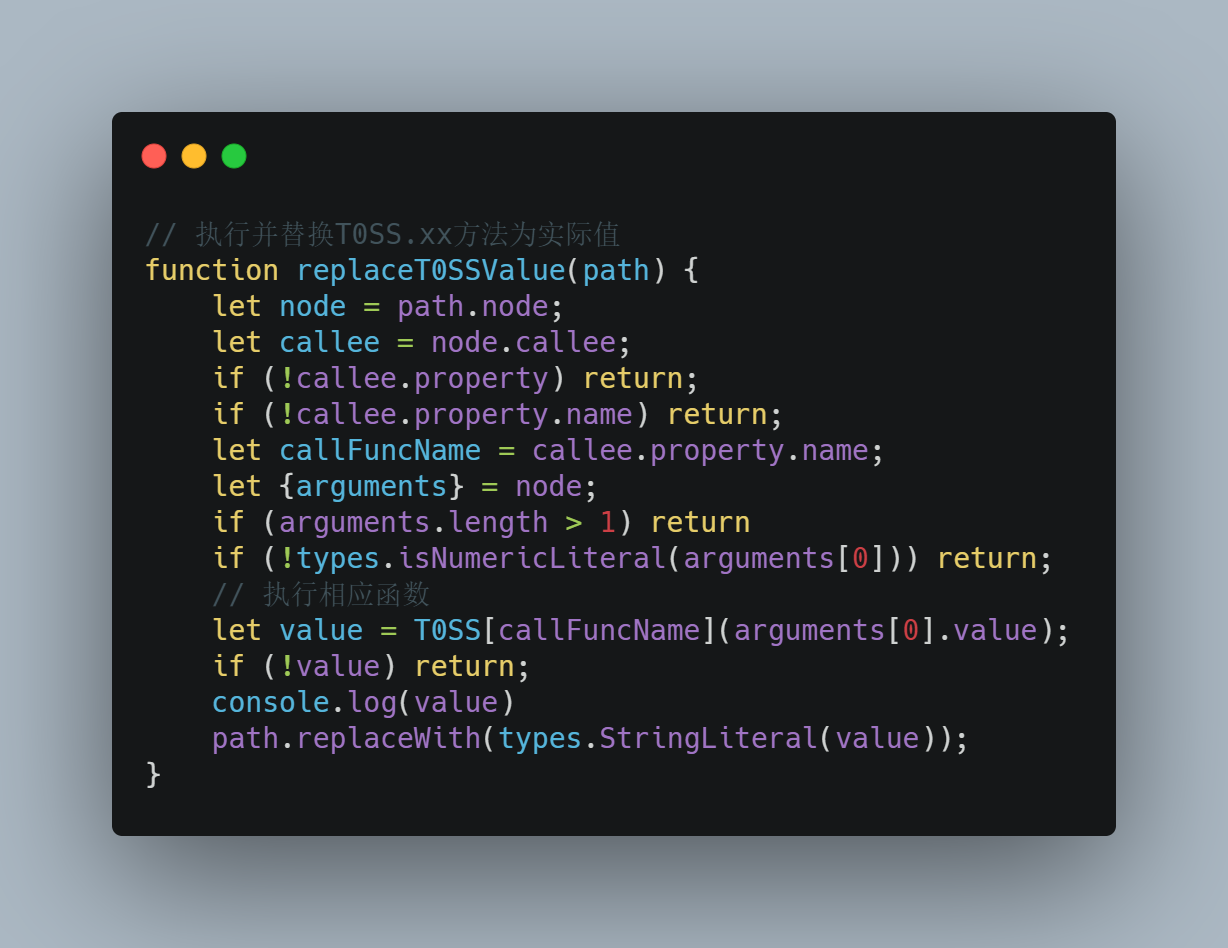 // 执行并替换T0SS.xx方法为实际值
function replaceT0SSValue(path) {
    let node = path.node;
    let callee = node.callee;
    if (!callee.property) return;
    if (!callee.property.name) return;
    let callFuncName = callee.property.name;
    let {arguments} = node;
    if (arguments.length > 1) return
    if (!types.isNumericLiteral(arguments[0])) return;
    // 执行相应函数
    let value = T0SS[callFuncName](arguments[0].value);
    if (!value) return;
    console.log(value)
    path.replaceWith(types.StringLiteral(value));
}